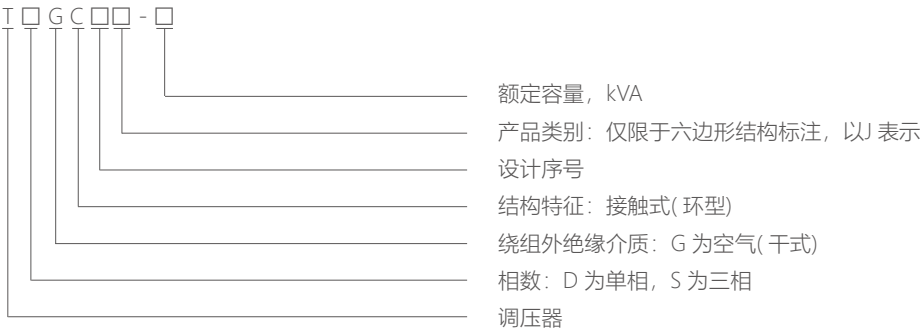 T □ G C □□ - □
额定容量，kVA
产品类别：仅限于六边形结构标注，以J 表示
设计序号
结构特征：接触式( 环型)
绕组外绝缘介质：G 为空气( 干式)
相数：D 为单相，S 为三相
调压器